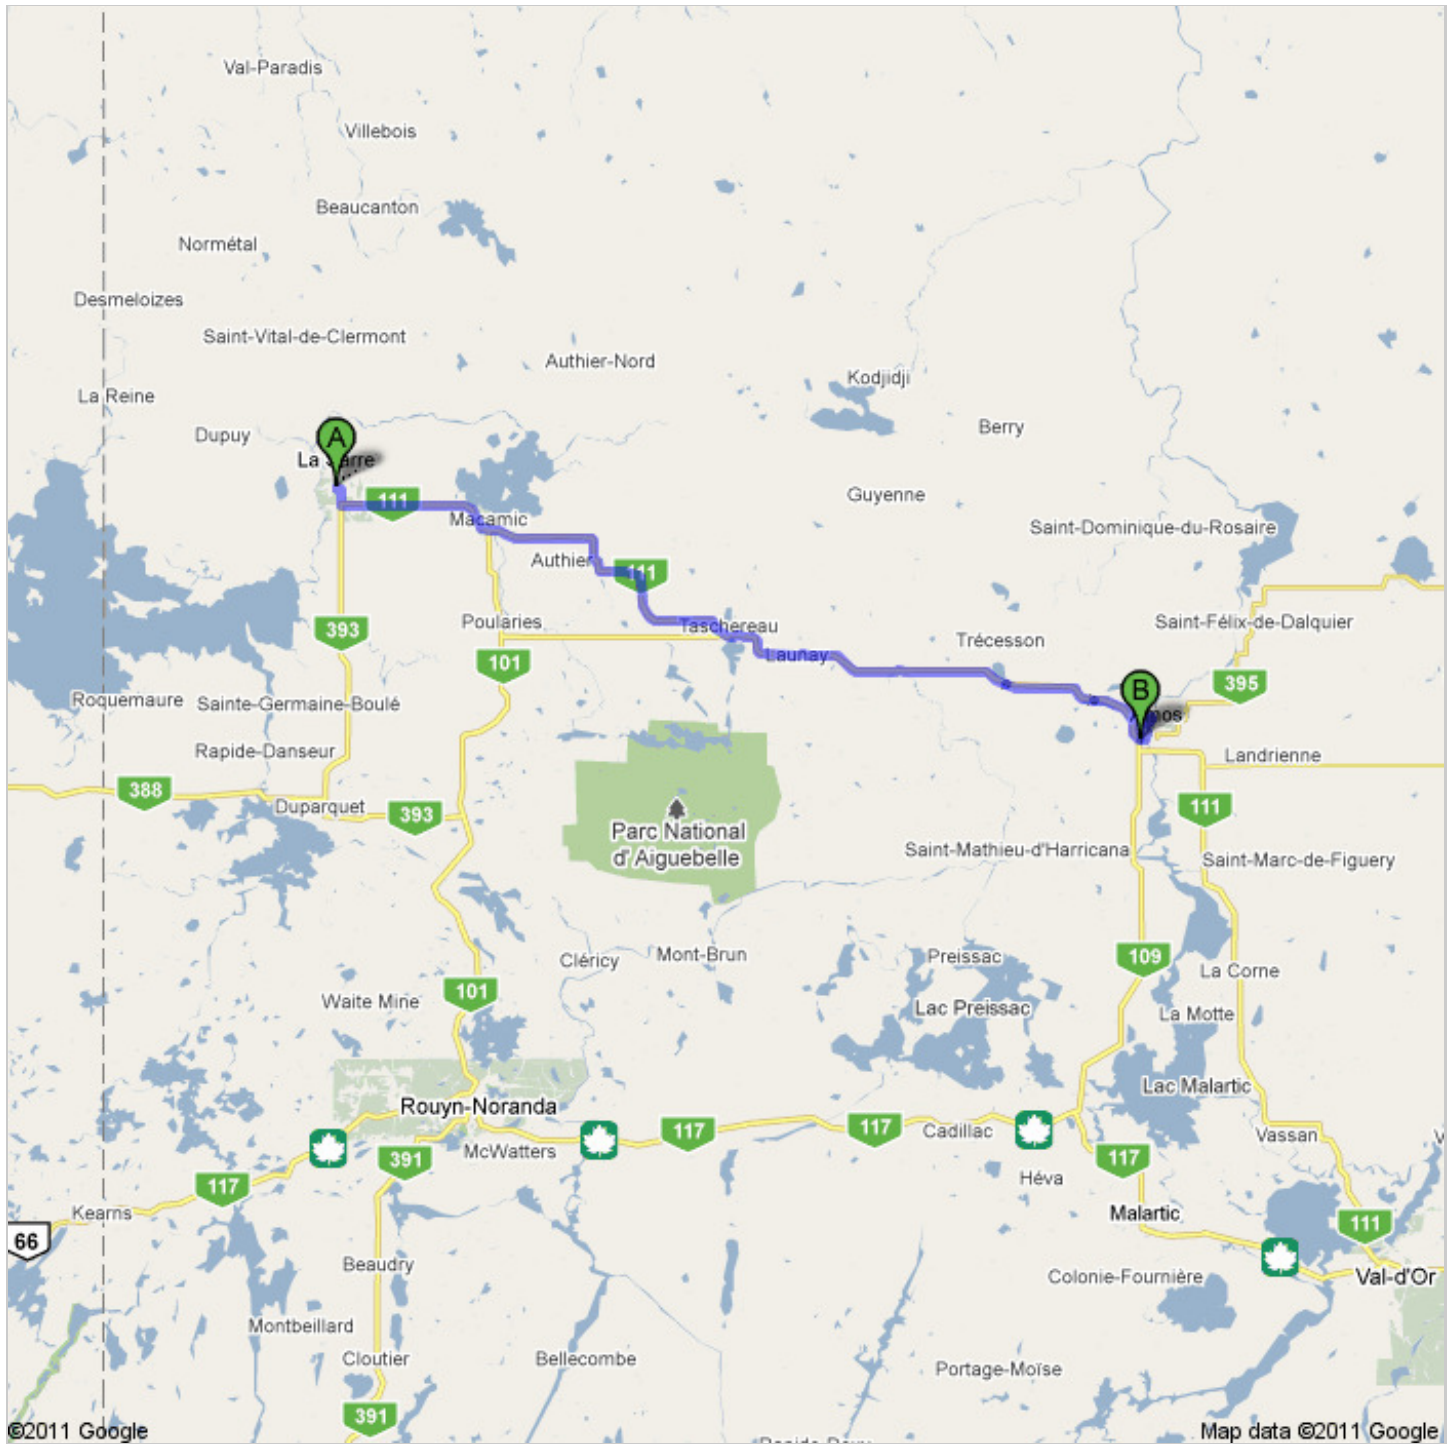 Val-Paradis
Villebois
Beaucanton
Normétal
Desmeloizes
Saint-Vital-de-Clermont
Authier-Nord
Kodjidji
La Reine
Berry
Dupuy
A
La Sarre
Guyenne
111
Macamic
Saint-Dominique-du-Rosaire
Authier
111
Poularies
Taschereau
Saint-Félix-de-Dalquier
393
Trécesson
Launay
101
395
B
Roquemaure
Sainte-Germaine-Boulé
Amos
Rapide-Danseur
Landrienne
388
Duparquet
393
111
Parc National
d' Aiguebelle
Saint-Mathieu-d'Harricana
Saint-Marc-de-Figuery
Cléricy
Mont-Brun
Preissac
109
La Corne
101
Waite Mine
Lac Preissac
La Motte
Lac Malartic
Rouyn-Noranda
117
117
Cadillac
Vassan
McWatters
391
117
Héva
117
Kearns
Malartic
111
66
Beaudry
Colonie-Fournière
Val-d'Or
Montbeillard
Cloutier
Bellecombe
Portage-Moïse
391
©2011 Google
Map data ©2011 Google